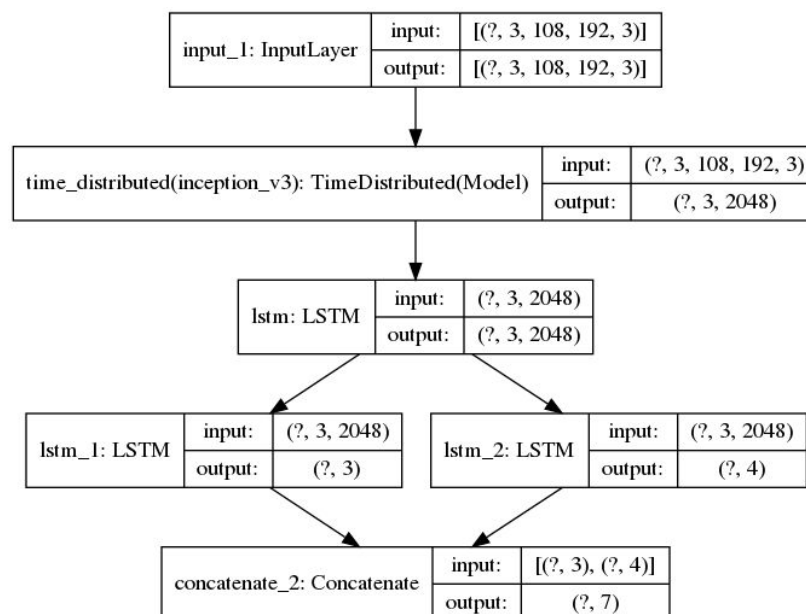 input_1: InputLayer
input: [(?, 3, 108, 192, 3)]
output: [(?, 3, 108, 192, 3)]
time_distributed(inception_v3): TimeDistributed(Model)
input: (?, 3, 108, 192, 3)
output: (?, 3, 2048)
lstm: LSTM
input: (?, 3, 2048)
output: (?, 3, 2048)
lstm_1: LSTM
input: (?, 3, 2048)
output: (?, 3)
lstm_2: LSTM
input: (?, 3, 2048)
output: (?, 4)
concatenate_2: Concatenate
input: [(?, 3), (?, 4)]
output: (?, 7)